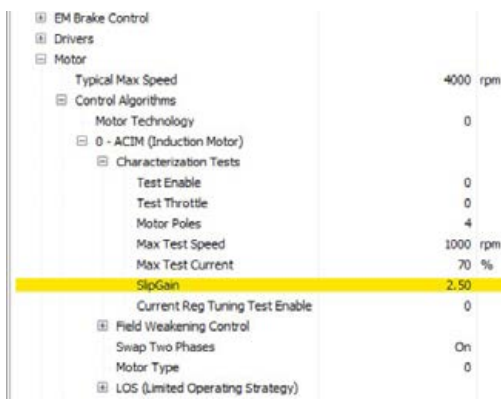 EM Brake Control
Drivers
Motor
Typical Max Speed 4000 rpm
Control Algorithms
Motor Technology 0
0 - ACIM (Induction Motor)
Characterization Tests
Test Enable 0
Test Throttle 0
Motor Poles 4
Max Test Speed 1000 rpm
Max Test Current 70 %
SlipGain 2.50
Current Reg Tuning Test Enable 0
Field Weakening Control
Swap Two Phases On
Motor Type 0
LOS (Limited Operating Strategy)